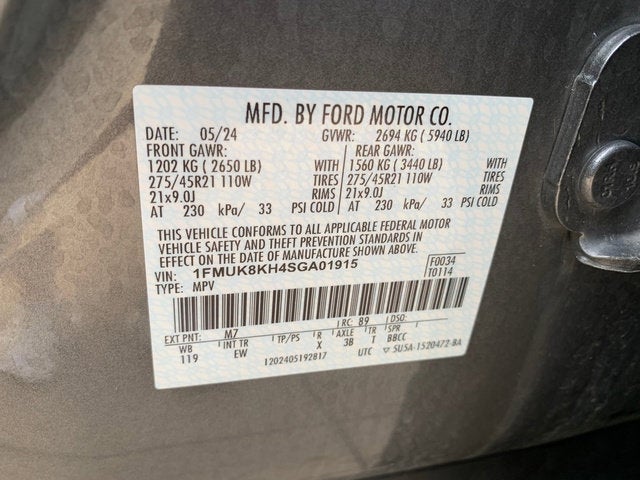 MFD. BY FORD MOTOR CO.
DATE: 05/24 GVWR: 2694 KG ( 5940 LB)
FRONT GAWR: REAR GAWR:
1202 KG ( 2650 LB) WITH 1560 KG ( 3440 LB) WITH
275/45R21 110W TIRES 275/45R21 110W TIRES
21x9.0J RIMS 21x9.0J RIMS
AT 230 kPa/ 33 PSI COLD AT 230 kPa/ 33 PSI COLD
THIS VEHICLE CONFORMS TO ALL APPLICABLE FEDERAL MOTOR
VEHICLE SAFETY AND THEFT PREVENTION STANDARDS IN
EFFECT ON THE DATE OF MANUFACTURE SHOWN ABOVE.
VIN: 1FMUK8KH4SGA01915 F0034
TYPE: MPV T0114
EXT PNT: M7 RC: 89 DSO:
WB INT TR TP/PS R AXLE TR SPR
119 EW X 3B T BBCC
1202405192817 UTC ▽ 5U5A-1520472-BA